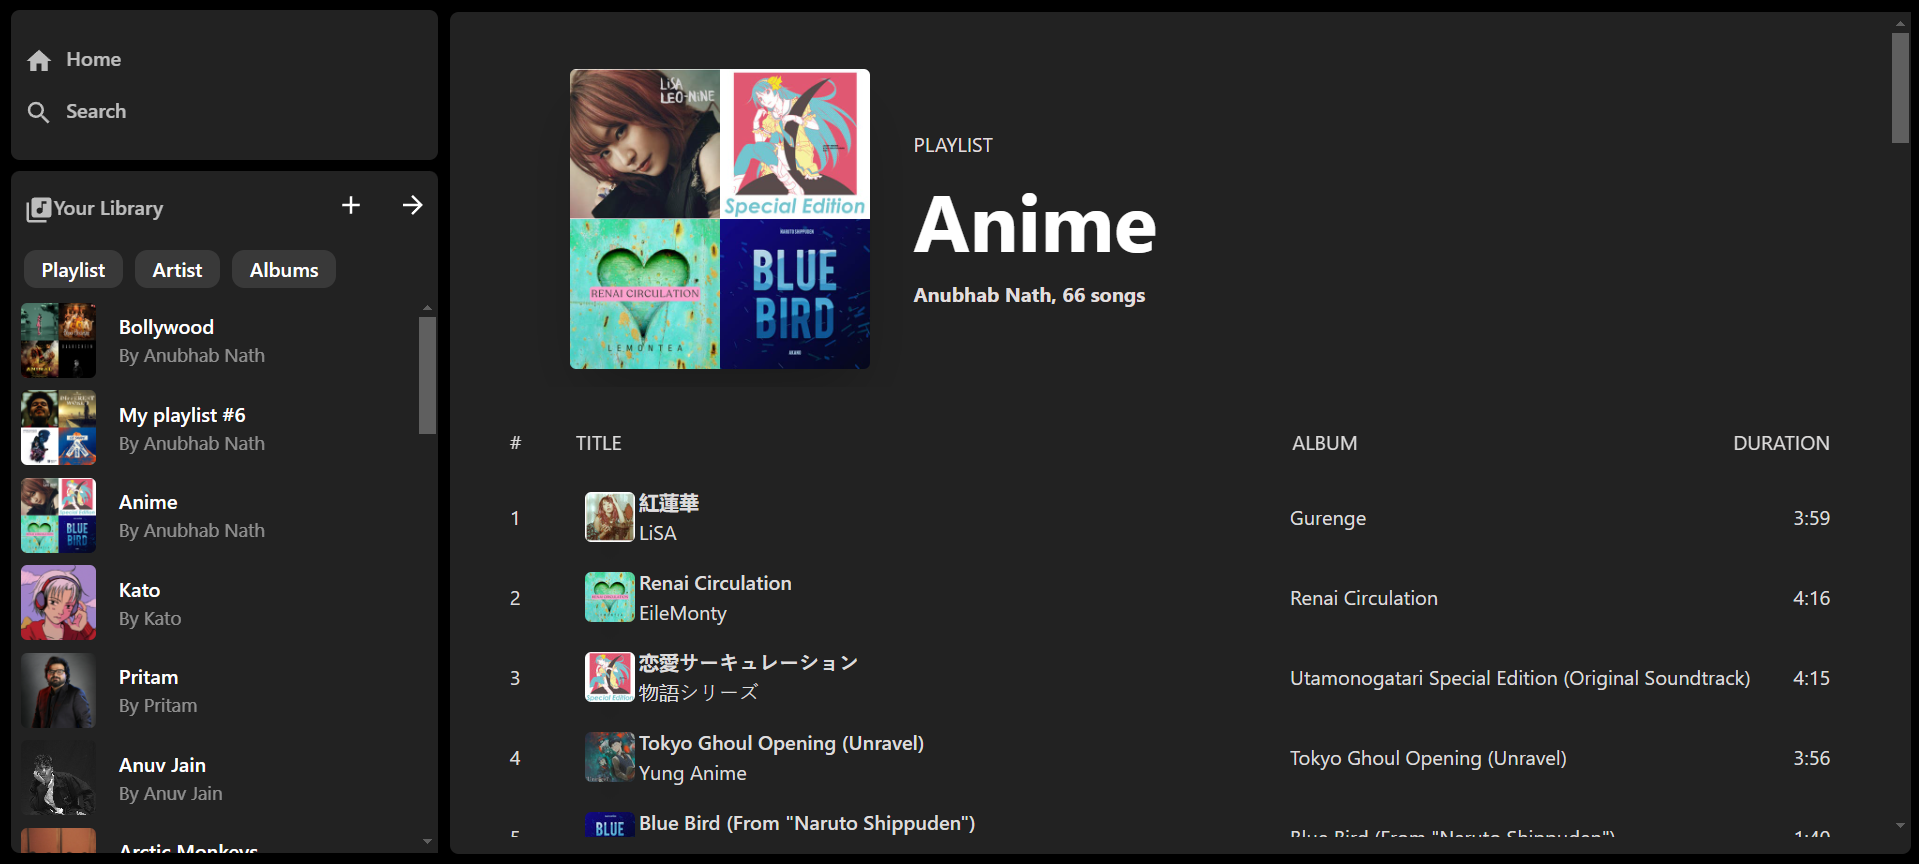 Home
Search
Your Library
Playlist Artist Albums
Bollywood
By Anubhab Nath
My playlist #6
By Anubhab Nath
Anime
By Anubhab Nath
Kato
By Kato
Pritam
By Pritam
Anuv Jain
By Anuv Jain
Arctic Monkeys
LiSA
LEO-NiNE
Special Edition
RENAI CIRCULATION
LEMONTEA
NARUTO SHIPPUDEN
BLUE
BIRD
PLAYLIST
Anime
Anubhab Nath, 66 songs
# TITLE ALBUM DURATION
1 紅蓮華 Gurenge 3:59
LiSA
2 Renai Circulation Renai Circulation 4:16
EileMonty
3 恋愛サーキュレーション Utamonogatari Special Edition (Original Soundtrack) 4:15
物語シリーズ
4 Tokyo Ghoul Opening (Unravel) Tokyo Ghoul Opening (Unravel) 3:56
Yung Anime
5 Blue Bird (From "Naruto Shippuden") Blue Bird (From "Naruto Shippuden") 1:40
BLUE